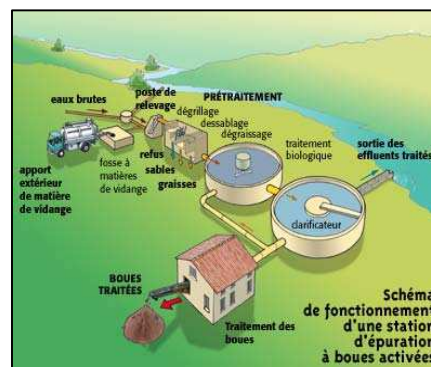 eaux brutes
poste de
relevage
PRÉTRAITEMENT
dégrillage
dessablage
dégraissage
traitement
biologique
sortie des
effluents traités
apport
extérieur
de matière
de vidange
fosse à
matières
de vidange
refus
sables
graisses
clarificateur
BOUES
TRAITÉES
Traitement des
boues
Schéma
de fonctionnement
d'une station
d'épuration
à boues activées